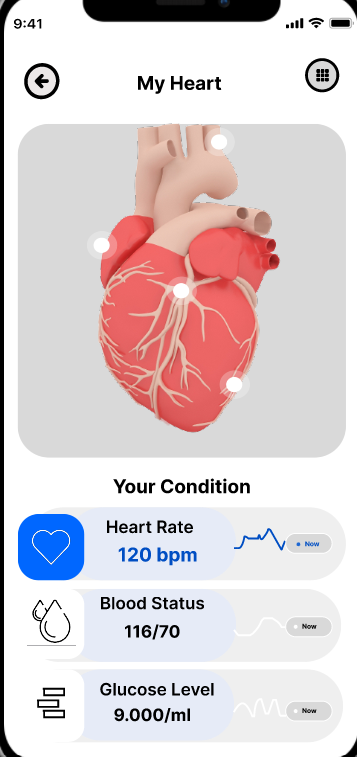 9:41
My Heart
Your Condition
Heart Rate
120 bpm
Now
Blood Status
116/70
Now
Glucose Level
9.000/ml
Now